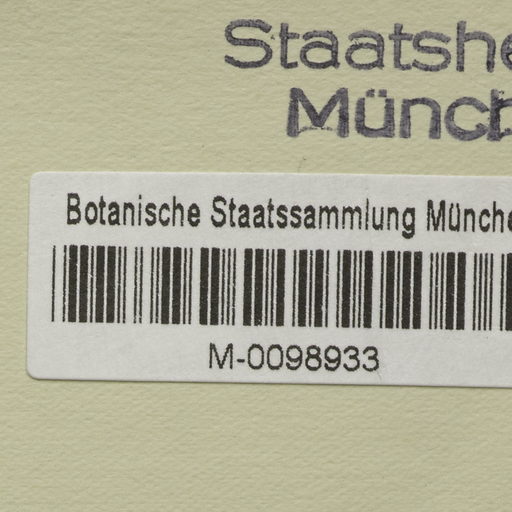 Staatshe
Münch
Botanische Staatssammlung Münche
M-0098933